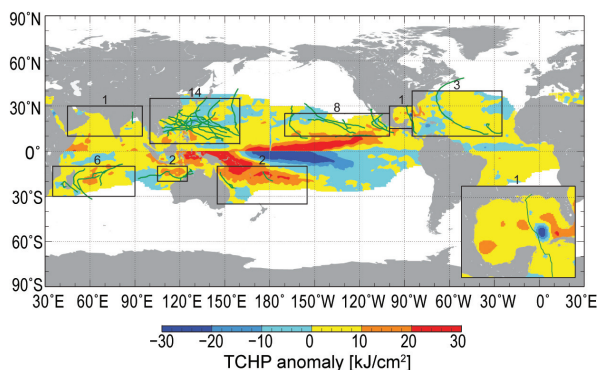 90°N
60°N
30°N
0°
30°S
60°S
90°S
1
14
8
1
3
6
2
2
1
30°E 60°E 90°E 120°E 150°E 180° 150°W 120°W 90°W 60°W 30°W 0° 30°E
−30 −20 −10 0 10 20 30
TCHP anomaly [kJ/cm²]